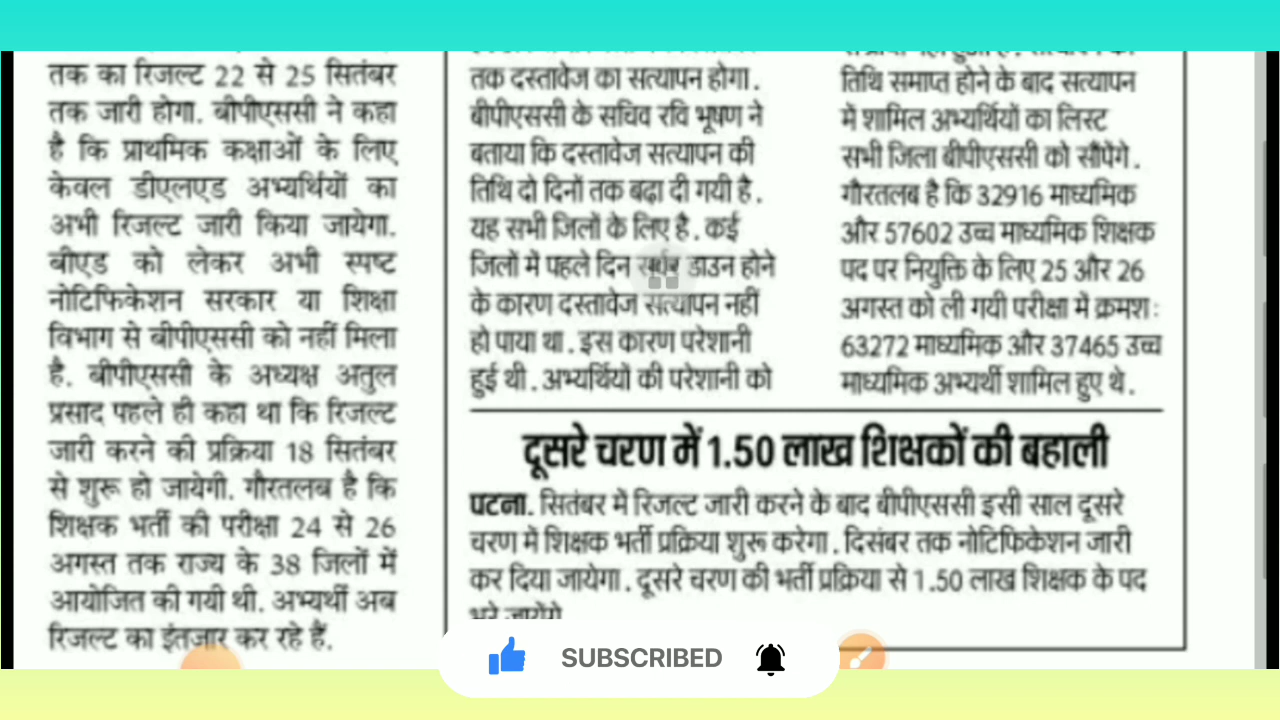 तक का रिजल्ट 22 से 25 सितंबर
तक जारी होगा. बीपीएससी ने कहा
है कि प्राथमिक कक्षाओं के लिए
केवल डीएलएड अभ्यर्थियों का
अभी रिजल्ट जारी किया जायेगा.
बीएड को लेकर अभी स्पष्ट
नोटिफिकेशन सरकार या शिक्षा
विभाग से बीपीएससी को नहीं मिला
है. बीपीएससी के अध्यक्ष अतुल
प्रसाद पहले ही कहा था कि रिजल्ट
जारी करने की प्रक्रिया 18 सितंबर
से शुरू हो जायेगी. गौरतलब है कि
शिक्षक भर्ती की परीक्षा 24 से 26
अगस्त तक राज्य के 38 जिलों में
आयोजित की गयी थी. अभ्यर्थी अब
रिजल्ट का इंतजार कर रहे हैं.
तक दस्तावेज का सत्यापन होगा.
बीपीएससी के सचिव रवि भूषण ने
बताया कि दस्तावेज सत्यापन की
तिथि दो दिनों तक बढ़ा दी गयी है.
यह सभी जिलों के लिए है. कई
जिलों में पहले दिन सर्वर डाउन होने
के कारण दस्तावेज सत्यापन नहीं
हो पाया था. इस कारण परेशानी
हुई थी. अभ्यर्थियों की परेशानी को
तिथि समाप्त होने के बाद सत्यापन
में शामिल अभ्यर्थियों का लिस्ट
सभी जिला बीपीएससी को सौंपेंगे.
गौरतलब है कि 32916 माध्यमिक
और 57602 उच्च माध्यमिक शिक्षक
पद पर नियुक्ति के लिए 25 और 26
अगस्त को ली गयी परीक्षा में क्रमशः
63272 माध्यमिक और 37465 उच्च
माध्यमिक अभ्यर्थी शामिल हुए थे.
दूसरे चरण में 1.50 लाख शिक्षकों की बहाली
पटना. सितंबर में रिजल्ट जारी करने के बाद बीपीएससी इसी साल दूसरे
चरण में शिक्षक भर्ती प्रक्रिया शुरू करेगा. दिसंबर तक नोटिफिकेशन जारी
कर दिया जायेगा. दूसरे चरण की भर्ती प्रक्रिया से 1.50 लाख शिक्षक के पद
SUBSCRIBED